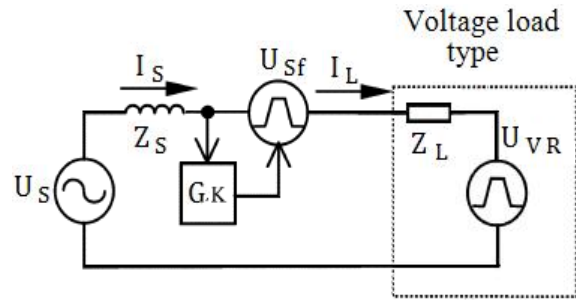 Voltage load
type
I S
U Sf
I L
Z S
Z L
U VR
U S
G.K